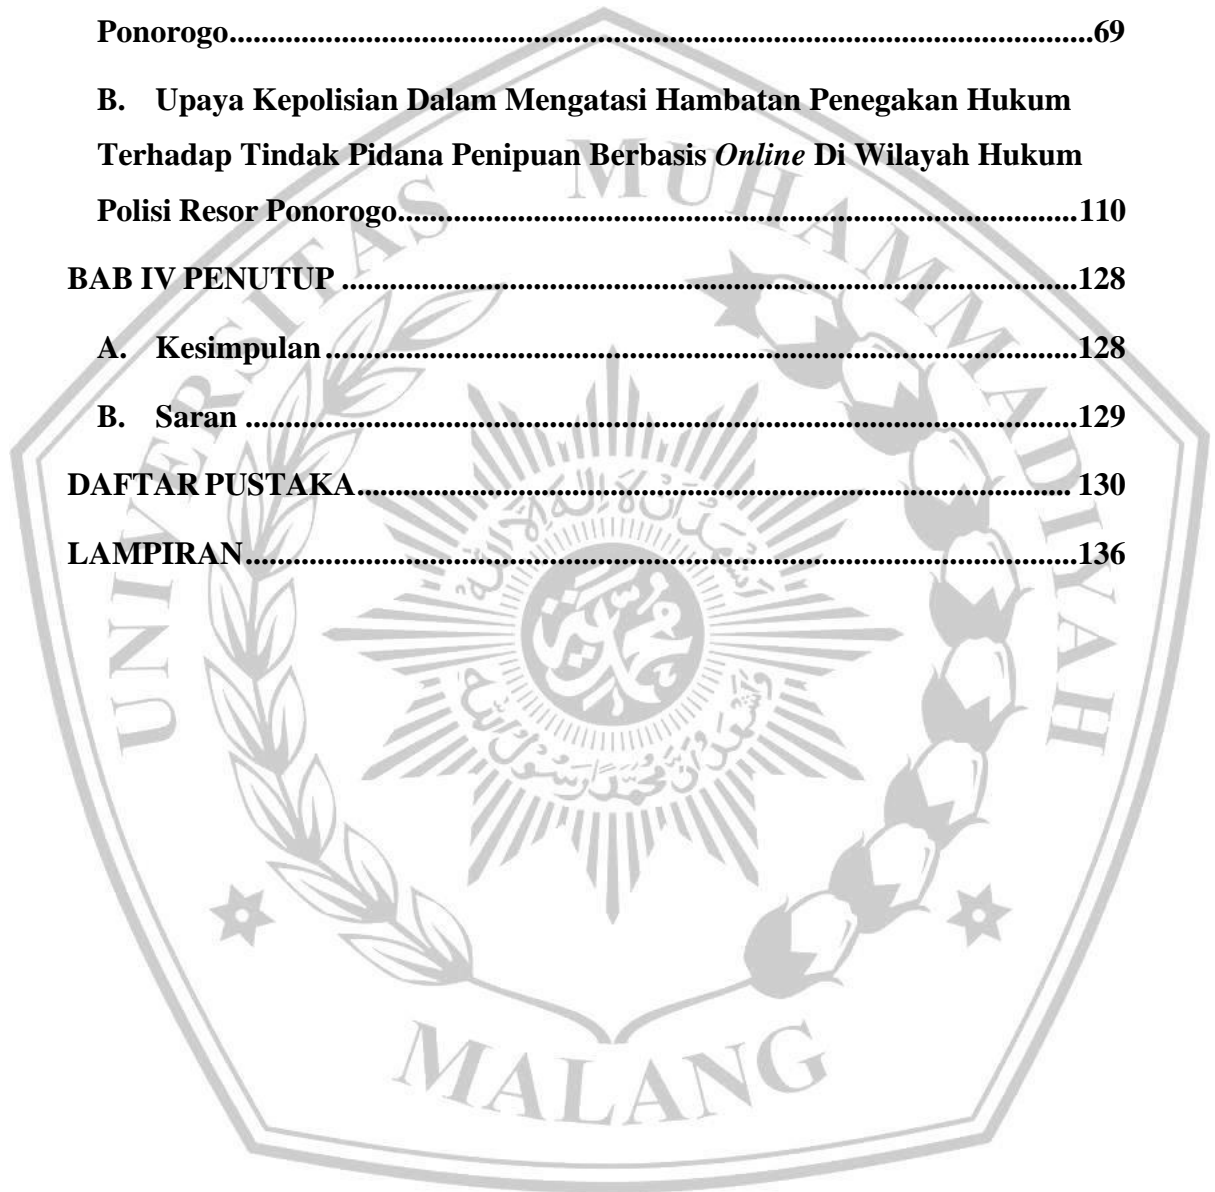 Ponorogo............................................................................................................69
B. Upaya Kepolisian Dalam Mengatasi Hambatan Penegakan Hukum
Terhadap Tindak Pidana Penipuan Berbasis Online Di Wilayah Hukum
Polisi Resor Ponorogo.....................................................................................110
BAB IV PENUTUP ............................................................................................128
A. Kesimpulan..............................................................................................128
B. Saran ........................................................................................................129
DAFTAR PUSTAKA......................................................................................... 130
LAMPIRAN........................................................................................................136
UNIVERSITAS MUHAMMADIYAH
MALANG